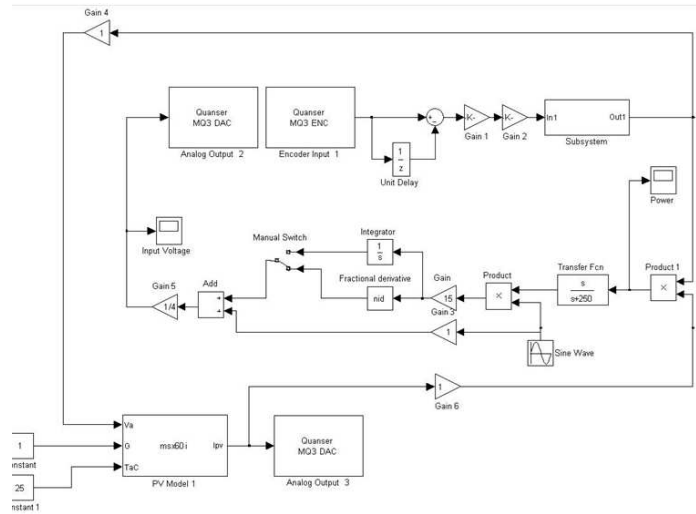 Gain 4
1
Quanser
MQ3 DAC
Analog Output 2
Quanser
MQ3 ENC
Encoder Input 1
1
z
Unit Delay
K-
Gain 1
K-
Gain 2
In1
Out1
Subsystem
Power
Input Voltage
Manual Switch
Integrator
1
s
Fractional derivative
nid
Gain
15
Gain 3
Product
×
Transfer Fcn
s
s+250
Product 1
×
Gain 5
1/4
Add
+
+
1
Sine Wave
1
Gain 6
1
onstant
25
onstant 1
Va
G
TaC
msx60i
Ipv
PV Model 1
Quanser
MQ3 DAC
Analog Output 3